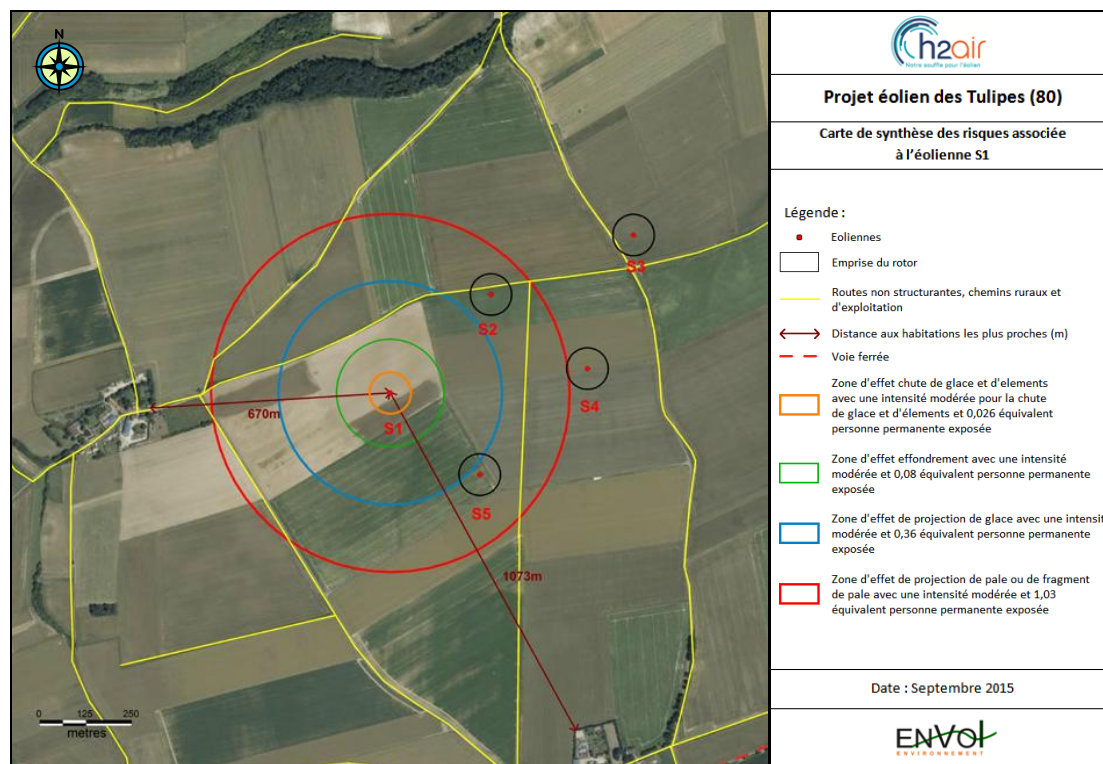 N
S3
S2
S4
S1
670m
S5
1073m
0 125 250
metres
h2air
Notre souffle pour l'éolien
Projet éolien des Tulipes (80)
Carte de synthèse des risques associée
à l'éolienne S1
Légende :
Eoliennes
Emprise du rotor
Routes non structurantes, chemins ruraux et
d'exploitation
Distance aux habitations les plus proches (m)
Voie ferrée
Zone d'effet chute de glace et d'elements
avec une intensité modérée pour la chute
de glace et d'élements et 0,026 équivalent
personne permanente exposée
Zone d'effet effondrement avec une intensité
modérée et 0,08 équivalent personne permanente
exposée
Zone d'effet de projection de glace avec une intensit
modérée et 0,36 équivalent personne permanente
exposée
Zone d'effet de projection de pale ou de fragment
de pale avec une intensité modérée et 1,03
équivalent personne permanente exposée
Date : Septembre 2015
ENVOL
ENVIRONNEMENT